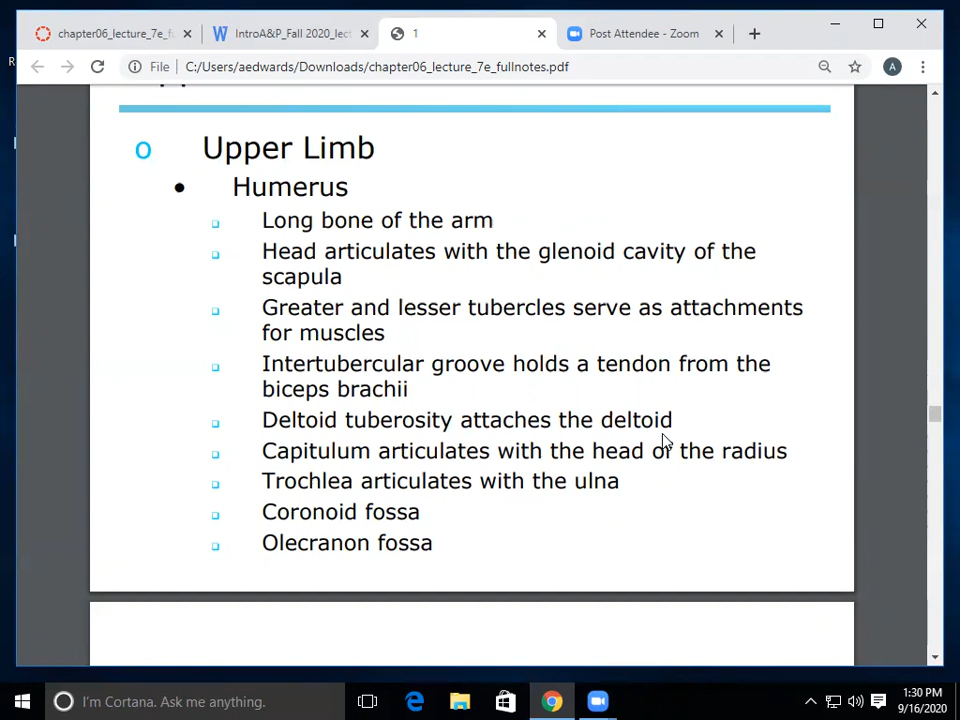 chapter06_lecture_7e_fu
IntroA&P_Fall 2020_lect
1
Post Attendee - Zoom
File
C:/Users/aedwards/Downloads/chapter06_lecture_7e_fullnotes.pdf
A
o Upper Limb
• Humerus
Long bone of the arm
Head articulates with the glenoid cavity of the
scapula
Greater and lesser tubercles serve as attachments
for muscles
Intertubercular groove holds a tendon from the
biceps brachii
Deltoid tuberosity attaches the deltoid
Capitulum articulates with the head of the radius
Trochlea articulates with the ulna
Coronoid fossa
Olecranon fossa
I'm Cortana. Ask me anything.
1:30 PM
9/16/2020